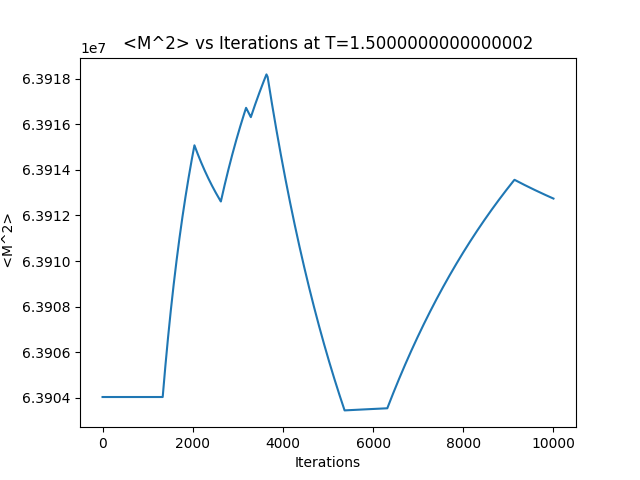 <M^2> vs Iterations at T=1.5000000000000002
1e7
6.3918
6.3916
6.3914
6.3912
6.3910
6.3908
6.3906
6.3904
<M^2>
0 2000 4000 6000 8000 10000
Iterations